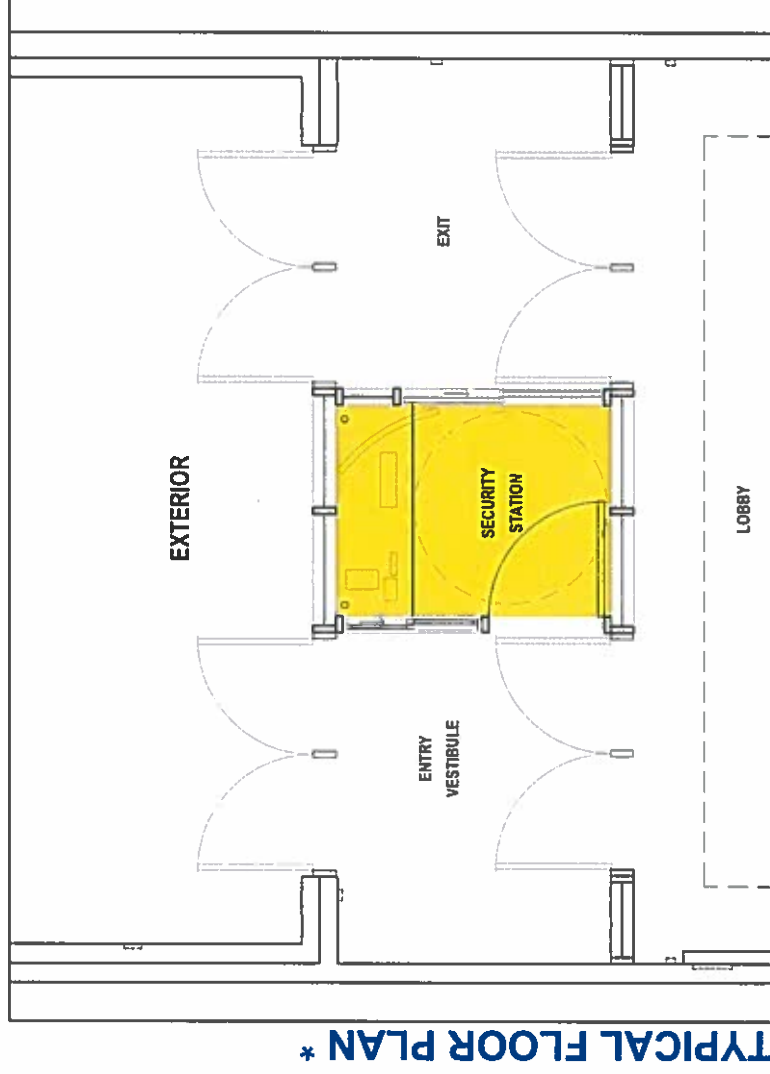 TYPICAL FLOOR PLAN *
EXTERIOR
EXIT
SECURITY
STATION
ENTRY
VESTIBULE
LOBBY